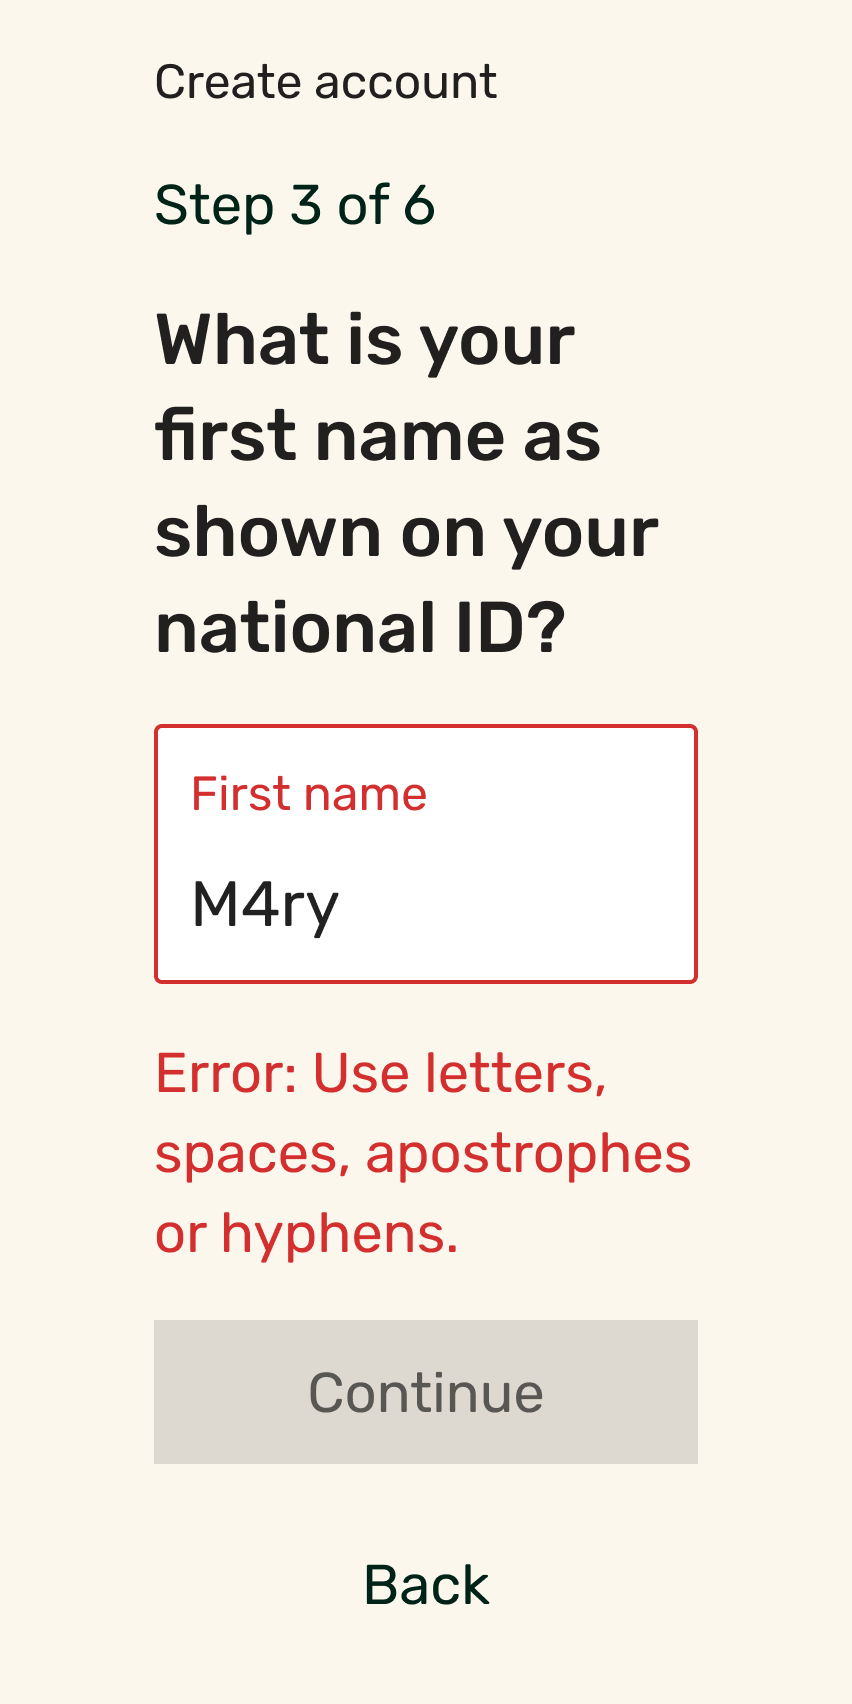 Create account
Step 3 of 6
What is your
first name as
shown on your
national ID?
First name
M4ry
Error: Use letters,
spaces, apostrophes
or hyphens.
Continue
Back